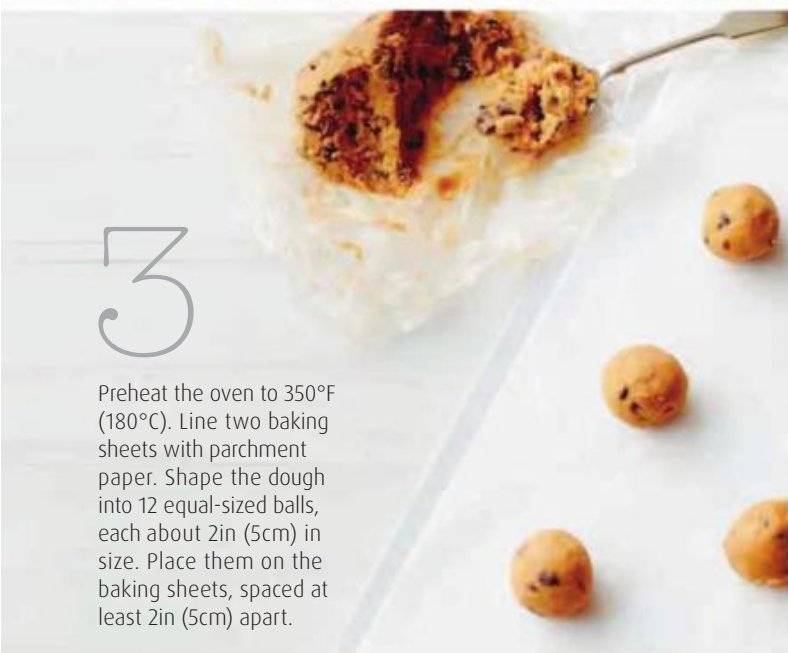 3
Preheat the oven to 350°F
(180°C). Line two baking
sheets with parchment
paper. Shape the dough
into 12 equal-sized balls,
each about 2in (5cm) in
size. Place them on the
baking sheets, spaced at
least 2in (5cm) apart.